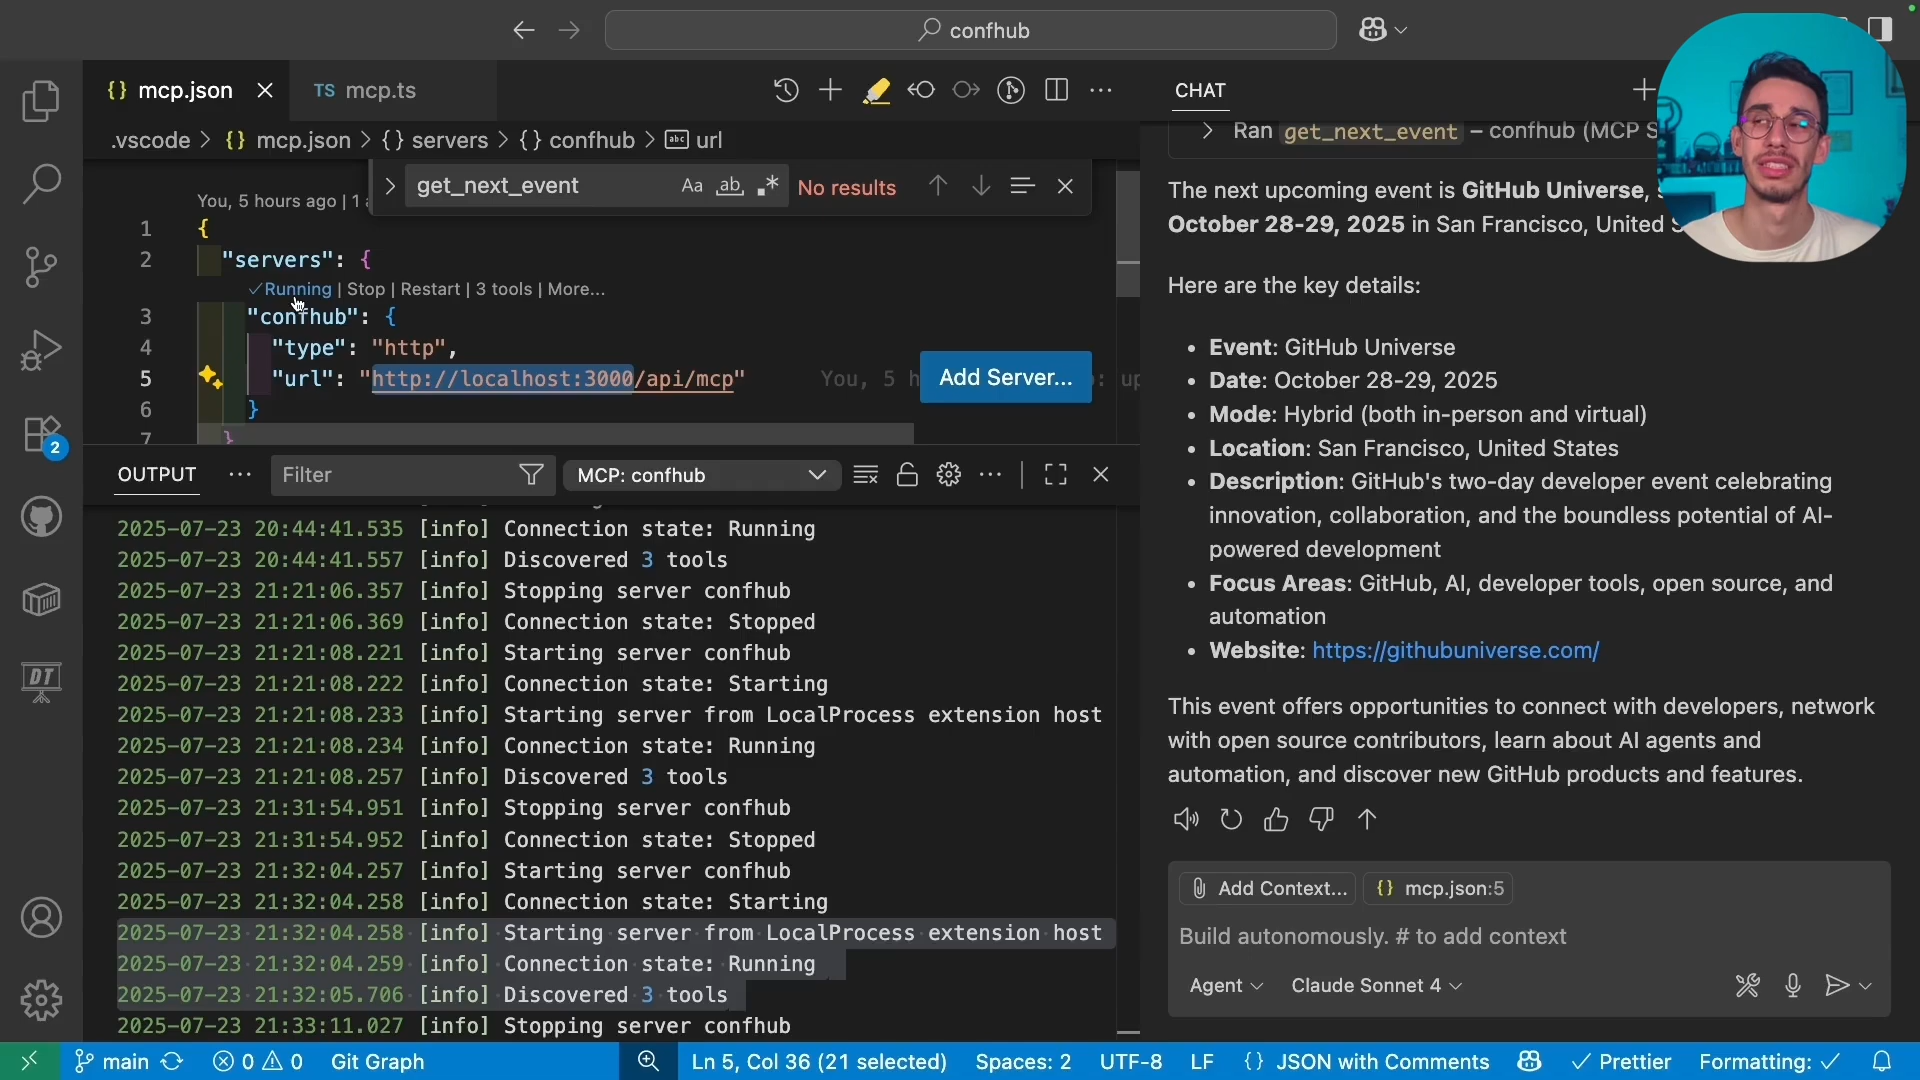 confhub
mcp.json
TS mcp.ts
.vscode > {} mcp.json > {} servers > {} confhub > abc url
get_next_event Aa ab .* No results
You, 5 hours ago | 1
1 {
2 "servers": {
✓Running | Stop | Restart | 3 tools | More...
3 "confhub": {
4 "type": "http",
5 "url": "http://localhost:3000/api/mcp" You, 5
6 }
7 }
Add Server...
OUTPUT
Filter
MCP: confhub
2025-07-23 20:44:41.535 [info] Connection state: Running
2025-07-23 20:44:41.557 [info] Discovered 3 tools
2025-07-23 21:21:06.357 [info] Stopping server confhub
2025-07-23 21:21:06.369 [info] Connection state: Stopped
2025-07-23 21:21:08.221 [info] Starting server confhub
2025-07-23 21:21:08.222 [info] Connection state: Starting
2025-07-23 21:21:08.233 [info] Starting server from LocalProcess extension host
2025-07-23 21:21:08.234 [info] Connection state: Running
2025-07-23 21:21:08.257 [info] Discovered 3 tools
2025-07-23 21:31:54.951 [info] Stopping server confhub
2025-07-23 21:31:54.952 [info] Connection state: Stopped
2025-07-23 21:32:04.257 [info] Starting server confhub
2025-07-23 21:32:04.258 [info] Connection state: Starting
2025-07-23 21:32:04.258 [info] Starting server from LocalProcess extension host
2025-07-23 21:32:04.259 [info] Connection state: Running
2025-07-23 21:32:05.706 [info] Discovered 3 tools
2025-07-23 21:33:11.027 [info] Stopping server confhub
CHAT
Ran get_next_event – confhub (MCP S
The next upcoming event is GitHub Universe,
October 28-29, 2025 in San Francisco, United S
Here are the key details:
• Event: GitHub Universe
• Date: October 28-29, 2025
• Mode: Hybrid (both in-person and virtual)
• Location: San Francisco, United States
• Description: GitHub's two-day developer event celebrating
innovation, collaboration, and the boundless potential of AI-
powered development
• Focus Areas: GitHub, AI, developer tools, open source, and
automation
• Website: https://githubuniverse.com/
This event offers opportunities to connect with developers, network
with open source contributors, learn about AI agents and
automation, and discover new GitHub products and features.
Add Context... {} mcp.json:5
Build autonomously. # to add context
Agent Claude Sonnet 4
2
DT
main 0 0 Git Graph Ln 5, Col 36 (21 selected) Spaces: 2 UTF-8 LF {} JSON with Comments ✓ Prettier Formatting: ✓